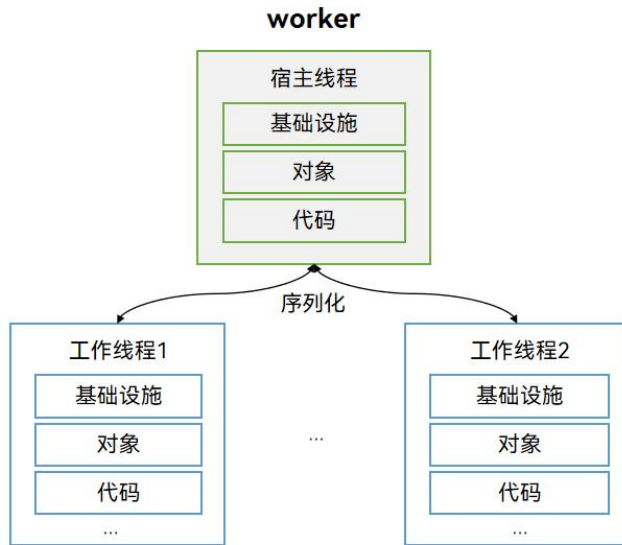 worker
宿主线程
基础设施
对象
代码
序列化
工作线程1
基础设施
对象
代码
...
...
工作线程2
基础设施
对象
代码
...